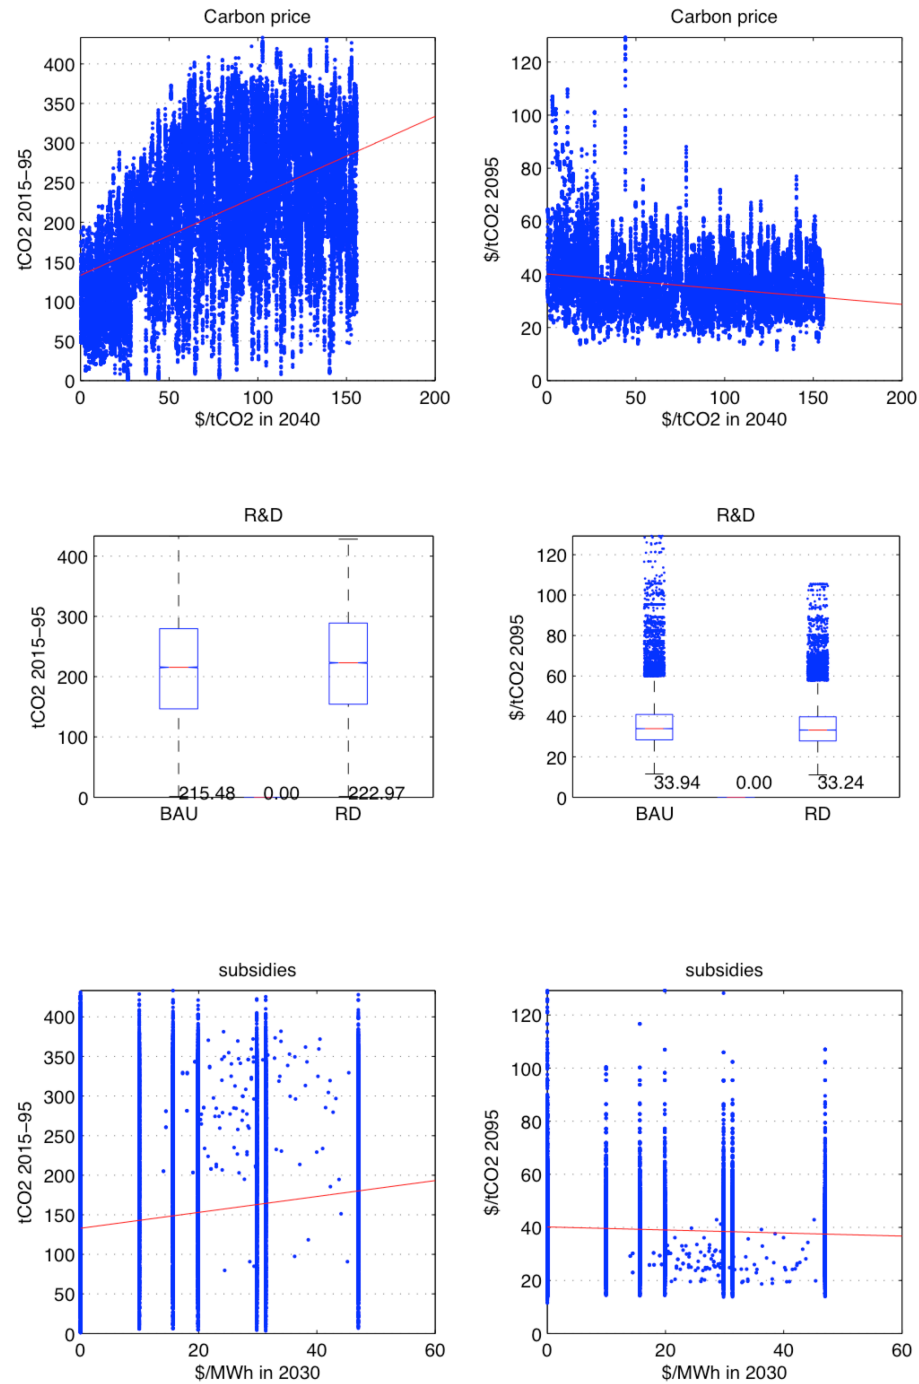 Carbon price
Carbon price
400
350
300
250
200
150
100
50
0
tCO2 2015–95
0 50 100 150 200
$/tCO2 in 2040
120
100
80
60
40
20
0
$/tCO2 2095
0 50 100 150 200
$/tCO2 in 2040
R&D
R&D
400
300
200
100
0
tCO2 2015–95
215.48 0.00 222.97
BAU RD
120
100
80
60
40
20
0
$/tCO2 2095
33.94 0.00 33.24
BAU RD
subsidies
subsidies
400
350
300
250
200
150
100
50
0
tCO2 2015–95
0 20 40 60
$/MWh in 2030
120
100
80
60
40
20
0
$/tCO2 2095
0 20 40 60
$/MWh in 2030